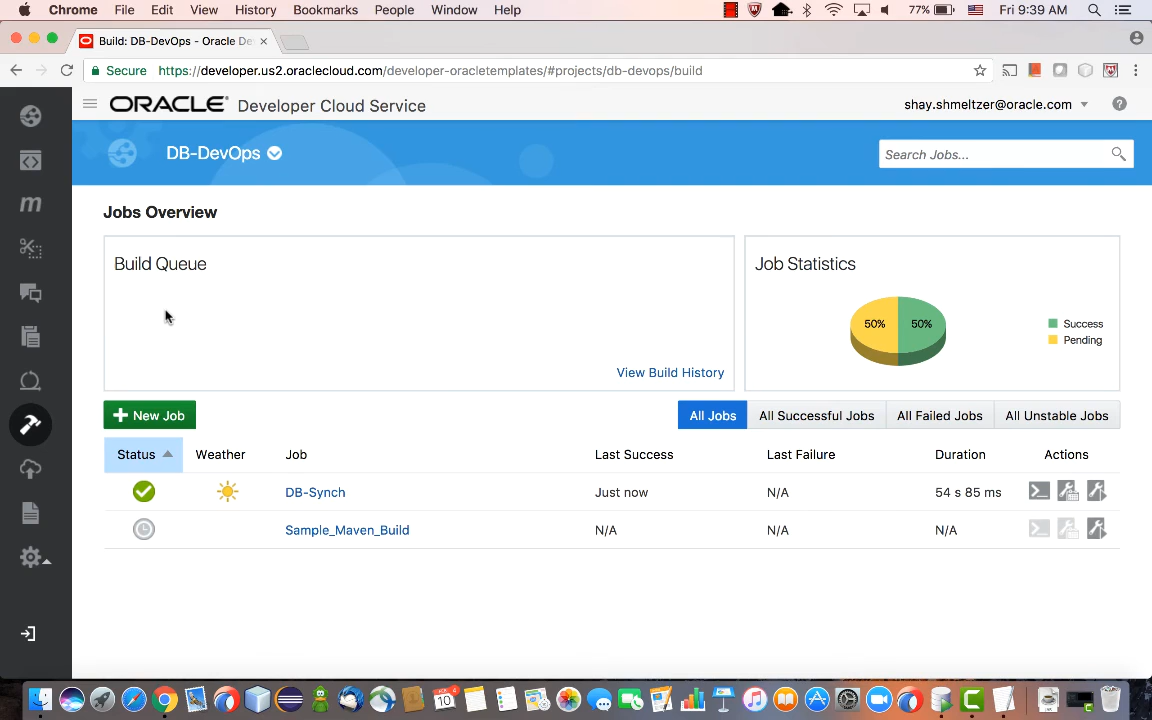 Chrome File Edit View History Bookmarks People Window Help 77% Fri 9:39 AM
Build: DB-DevOps - Oracle De
Secure https://developer.us2.oraclecloud.com/developer-oracletemplates/#projects/db-devops/build
ORACLE Developer Cloud Service shay.shmeltzer@oracle.com
DB-DevOps Search Jobs...
Jobs Overview
Build Queue
View Build History
Job Statistics
50% 50%
Success
Pending
New Job All Jobs All Successful Jobs All Failed Jobs All Unstable Jobs
Status Weather Job Last Success Last Failure Duration Actions
DB-Synch Just now N/A 54 s 85 ms
Sample_Maven_Build N/A N/A N/A